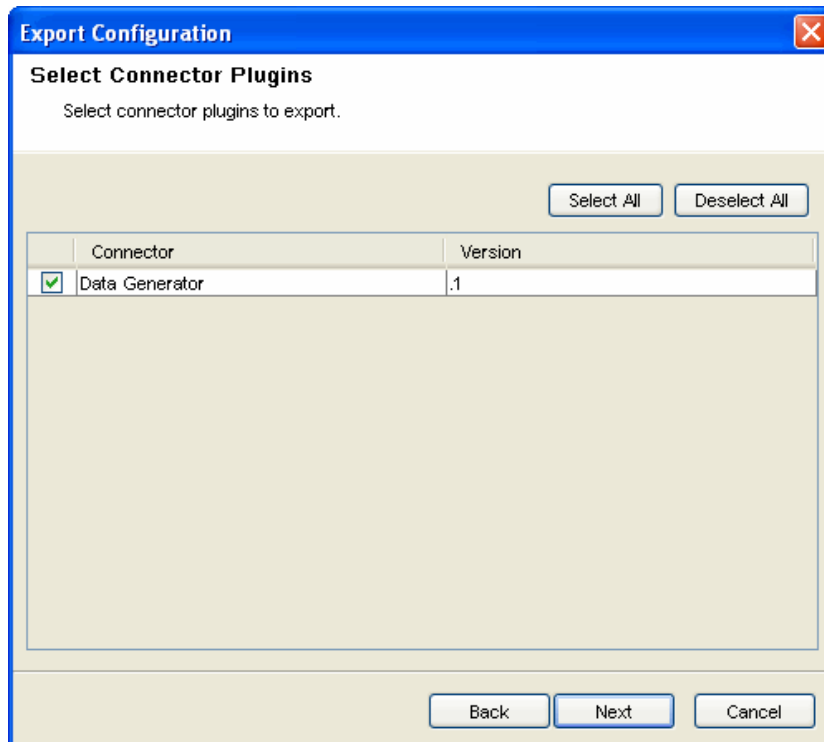 Export Configuration
Select Connector Plugins
Select connector plugins to export.
Select All Deselect All
Connector Version
Data Generator .1
Back Next Cancel